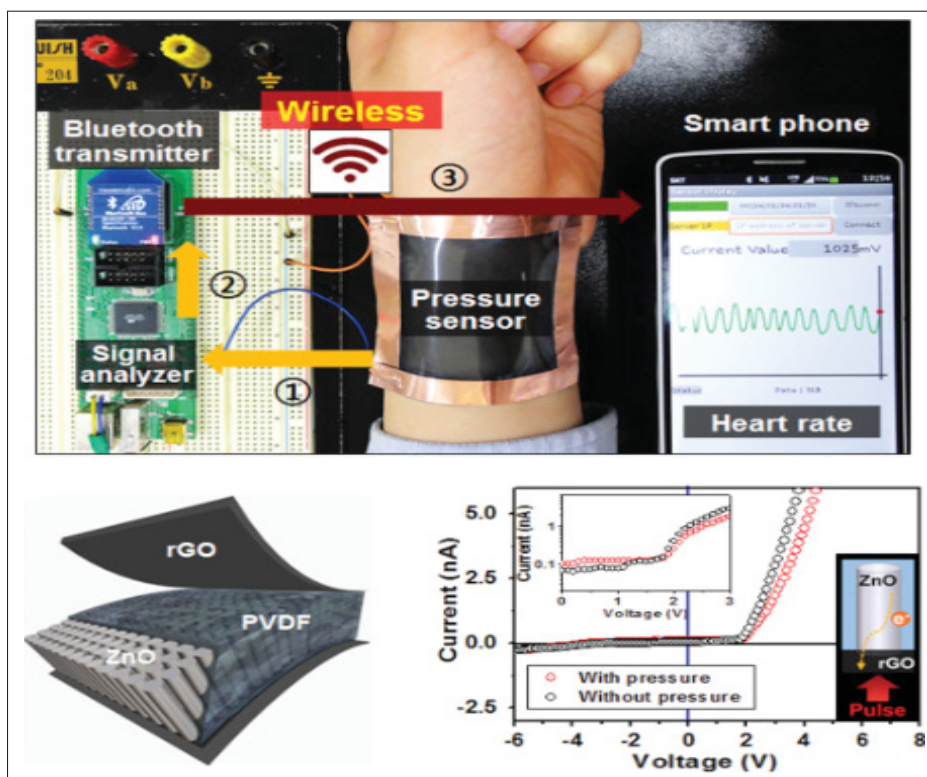 204
Va
Vb
Wireless
Bluetooth
transmitter
③
②
Signal
analyzer
①
Pressure
sensor
Smart phone
Connect
Current Value
1025mV
Status
Heart rate
rGO
PVDF
ZnO
Current (nA)
5.0
2.5
0.0
-2.5
-6
-4
-2
0
2
4
6
8
Voltage (V)
Current (nA)
1
0.1
0
1
2
3
Voltage (V)
With pressure
Without pressure
ZnO
e⁻
rGO
Pulse